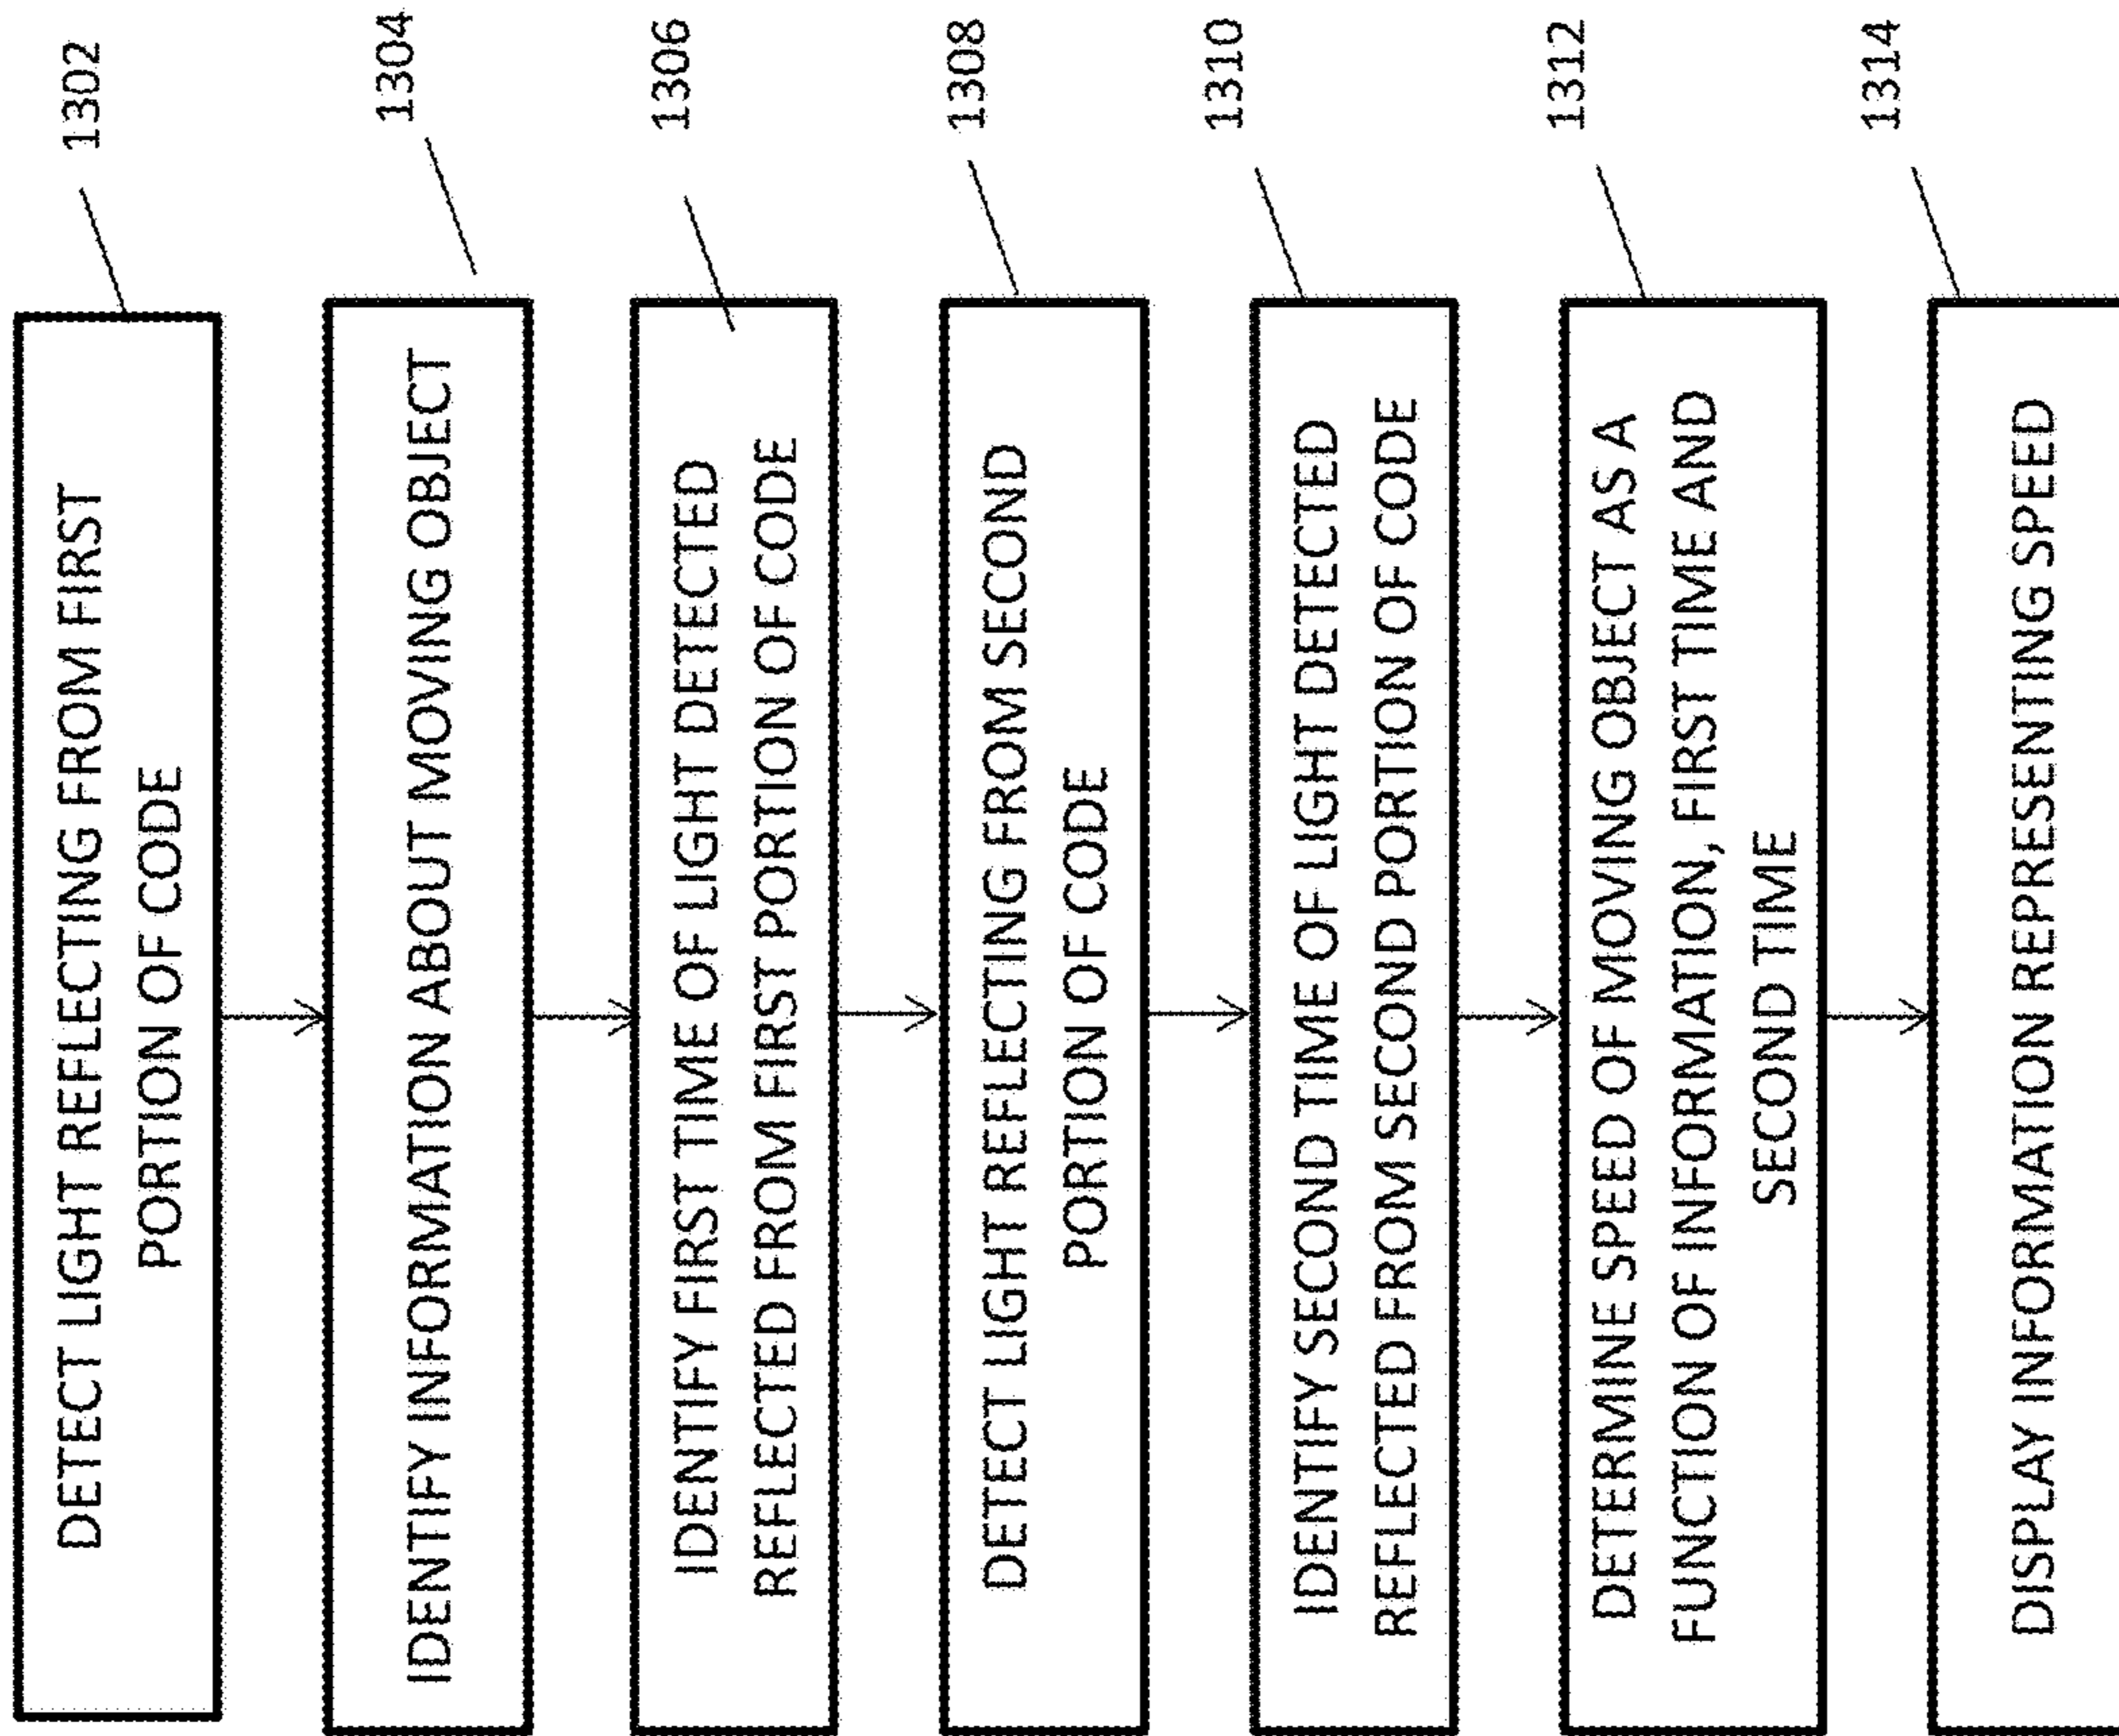 DETECT LIGHT REFLECTING FROM FIRST
PORTION OF CODE
1302
IDENTIFY INFORMATION ABOUT MOVING OBJECT
1304
IDENTIFY FIRST TIME OF LIGHT DETECTED
REFLECTED FROM FIRST PORTION OF CODE
1306
DETECT LIGHT REFLECTING FROM SECOND
PORTION OF CODE
1308
IDENTIFY SECOND TIME OF LIGHT DETECTED
REFLECTED FROM SECOND PORTION OF CODE
1310
DETERMINE SPEED OF MOVING OBJECT AS A
FUNCTION OF INFORMATION, FIRST TIME AND
SECOND TIME
1312
DISPLAY INFORMATION REPRESENTING SPEED
1314